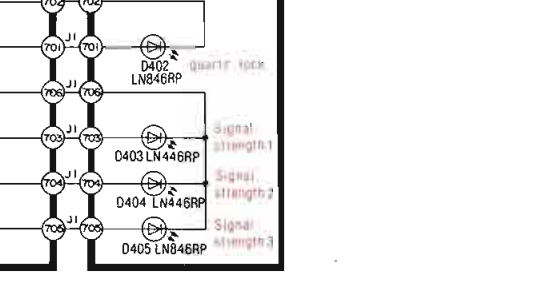 702 702
701 J1 701
D402 quartz lock
LN846RP
706 J1 706
703 J1 703 Signal
strength 1
D403 LN446RP
704 J1 704 Signal
strength 2
D404 LN446RP
705 J1 705 Signal
strength 3
D405 LN846RP